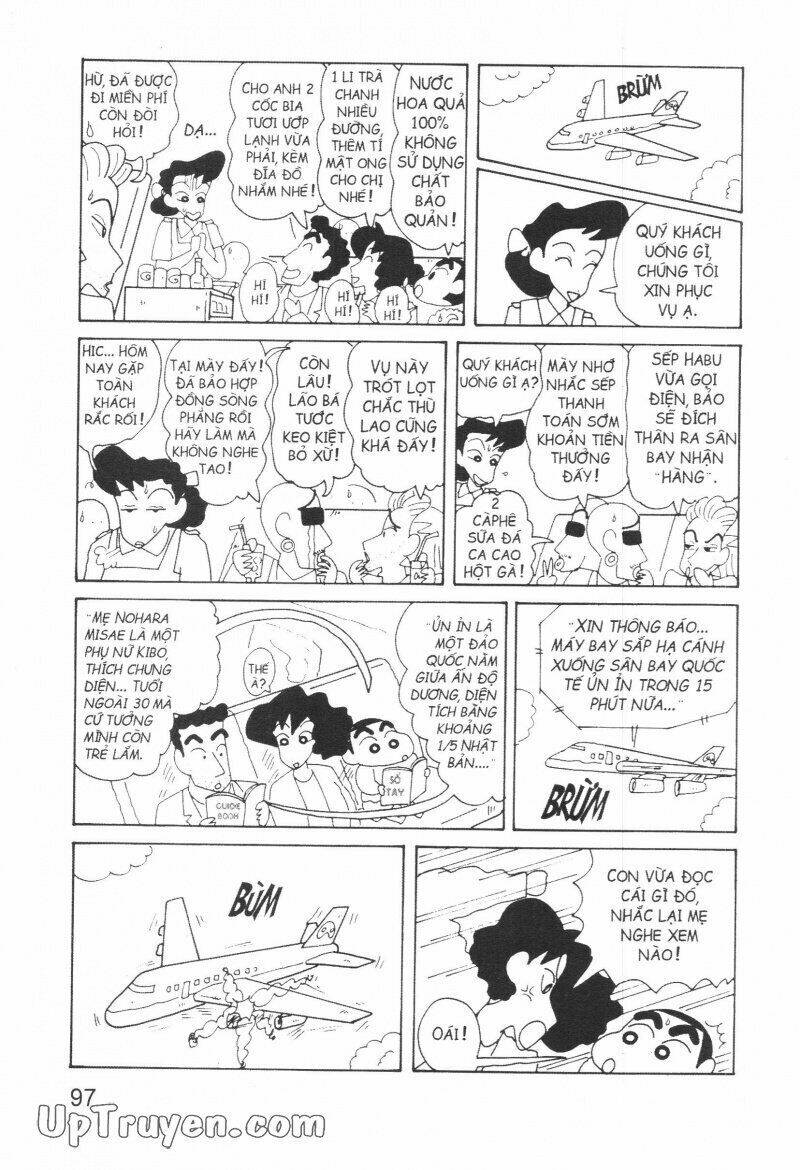 BRỪM
QUÝ KHÁCH
UỐNG GÌ,
CHÚNG TÔI
XIN PHỤC
VỤ Ạ.
NƯỚC
HOA QUẢ
100%
KHÔNG
SỬ DỤNG
CHẤT
BẢO
QUẢN!
1 LI TRÀ
CHANH
NHIỀU
ĐƯỜNG,
THÊM TÍ
MẬT ONG
CHO CHỊ
NHÉ!
CHO ANH 2
CỐC BIA
TƯƠI ƯỚP
LẠNH VỪA
PHẢI, KÈM
ĐĨA ĐỒ
NHẮM NHÉ!
DẠ...
HỪ, ĐÃ ĐƯỢC
ĐI MIỄN PHÍ
CÒN ĐÒI
HỎI!
HÍ
HÍ!
HÍ
HÍ!
HÍ
HÍ!
SẾP HABU
VỪA GỌI
ĐIỆN, BẢO
SẼ ĐÍCH
THÂN RA SÂN
BAY NHẬN
"HÀNG".
MÀY NHỚ
NHẮC SẾP
THANH
TOÁN SỚM
KHOẢN TIỀN
THƯỞNG
ĐẤY!
QUÝ KHÁCH
UỐNG GÌ Ạ?
2
CÀPHÊ
SỮA ĐÁ
CA CAO
HỘT GÀ!
VỤ NÀY
TRÓT LỌT
CHẮC THÙ
LAO CŨNG
KHÁ ĐẤY!
CÒN
LÂU!
LÃO BÁ
TƯỚC
KEO KIỆT
BỎ XỪ!
TẠI MÀY ĐẤY!
ĐÃ BẢO HỢP
ĐỒNG SÒNG
PHẲNG RỒI
HÃY LÀM MÀ
KHÔNG NGHE
TAO!
HIC... HÔM
NAY GẶP
TOÀN
KHÁCH
RẮC RỐI!
"XIN THÔNG BÁO...
MÁY BAY SẮP HẠ CÁNH
XUỐNG SÂN BAY QUỐC
TẾ ỦN ỈN TRONG 15
PHÚT NỮA..."
BRỪM
"ỦN ỈN LÀ
MỘT ĐẢO
QUỐC NẰM
GIỮA ẤN ĐỘ
DƯƠNG, DIỆN
TÍCH BẰNG
KHOẢNG
1/5 NHẬT
BẢN...."
THẾ
À?
"MẸ NOHARA
MISAE LÀ MỘT
PHỤ NỮ KIBO,
THÍCH CHƯNG
DIỆN... TUỔI
NGOÀI 30 MÀ
CỨ TƯỞNG
MÌNH CÒN
TRẺ LẮM.
SỔ
TAY
GUIDE
BOOK
CON VỪA ĐỌC
CÁI GÌ ĐÓ,
NHẮC LẠI MẸ
NGHE XEM
NÀO!
OÁI!
BÙM
97
UpTruyen.com